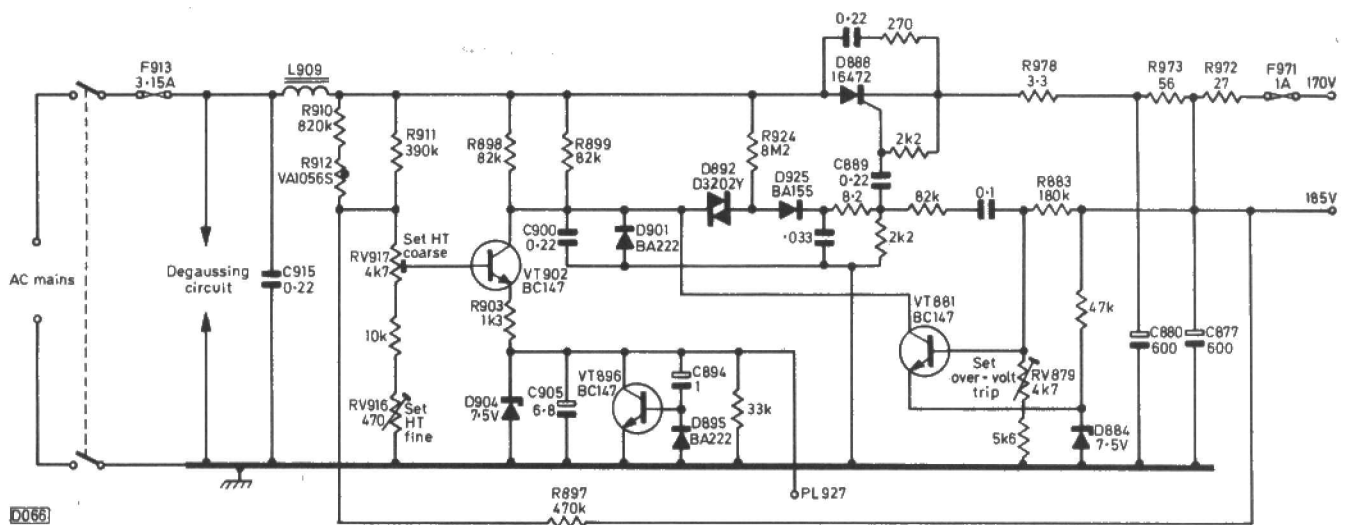 F913
3·15A
L909
R910
820k
R912
VA1056S
R911
390k
R898
82k
R899
82k
0·22
270
D888
16472
R978
3·3
R973
56
R972
27
F971
1A
170V
R924
8M2
2k2
D892
D3202Y
D925
BA155
C889
0·22
8·2
82k
0·1
R883
180k
185V
AC mains
Degaussing
circuit
C915
0·22
Set HT
coarse
RV917
4k7
VT902
BC147
C900
0·22
D901
BA222
·033
2k2
R903
1k3
10k
RV916
470
Set
HT
fine
D904
7·5V
C905
6·8
VT896
BC147
C894
1
D895
BA222
33k
VT881
BC147
Set
over-volt
trip
RV879
4k7
47k
5k6
D884
7·5V
C880
600
C877
600
PL927
R897
470k
D066